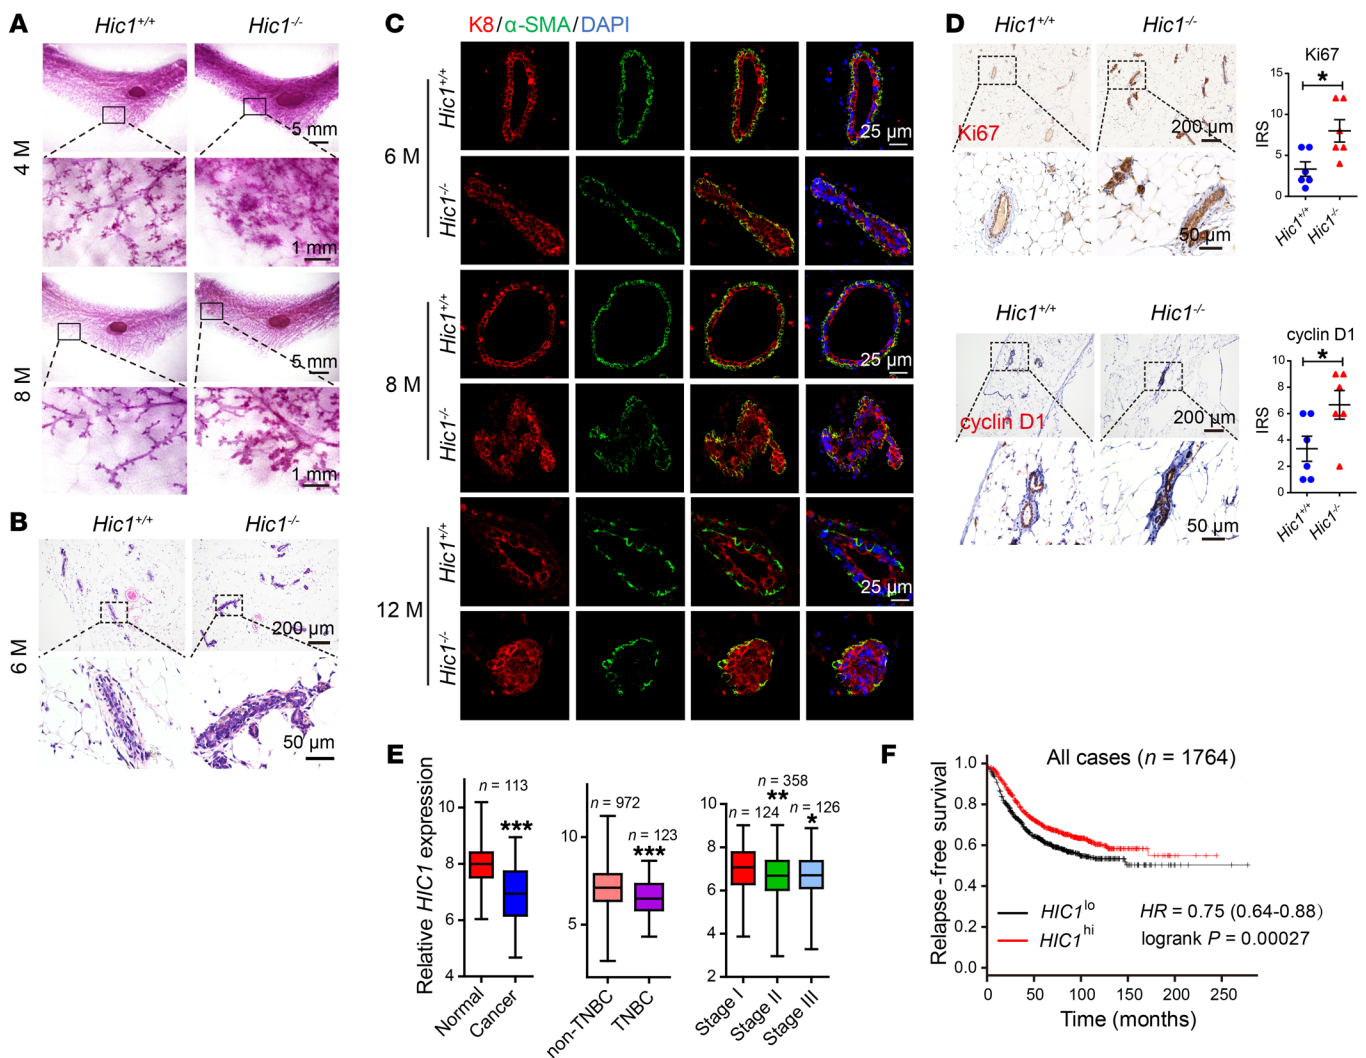 A
Hic1+/+
Hic1-/-
4 M
5 mm
1 mm
8 M
5 mm
1 mm
B
Hic1+/+
Hic1-/-
6 M
200 µm
50 µm
C
K8/α-SMA/DAPI
6 M
Hic1+/+
25 µm
Hic1-/-
8 M
Hic1+/+
25 µm
Hic1-/-
12 M
Hic1+/+
25 µm
Hic1-/-
D
Hic1+/+
Hic1-/-
Ki67
200 µm
50 µm
Ki67
*
IRS
15
10
5
0
Hic1+/+
Hic1-/-
Hic1+/+
Hic1-/-
cyclin D1
200 µm
50 µm
cyclin D1
*
IRS
10
8
6
4
2
0
Hic1+/+
Hic1-/-
E
Relative HIC1 expression
n = 113
***
10
8
6
4
Normal
Cancer
n = 972
n = 123
***
10
5
non-TNBC
TNBC
n = 358
**
n = 124
n = 126
*
10
8
6
4
2
Stage I
Stage II
Stage III
F
All cases (n = 1764)
Relapse-free survival
1.0
0.8
0.6
0.4
0.2
0.0
HIC1lo
HR = 0.75 (0.64-0.88)
HIC1hi
logrank P = 0.00027
0 50 100 150 200 250
Time (months)